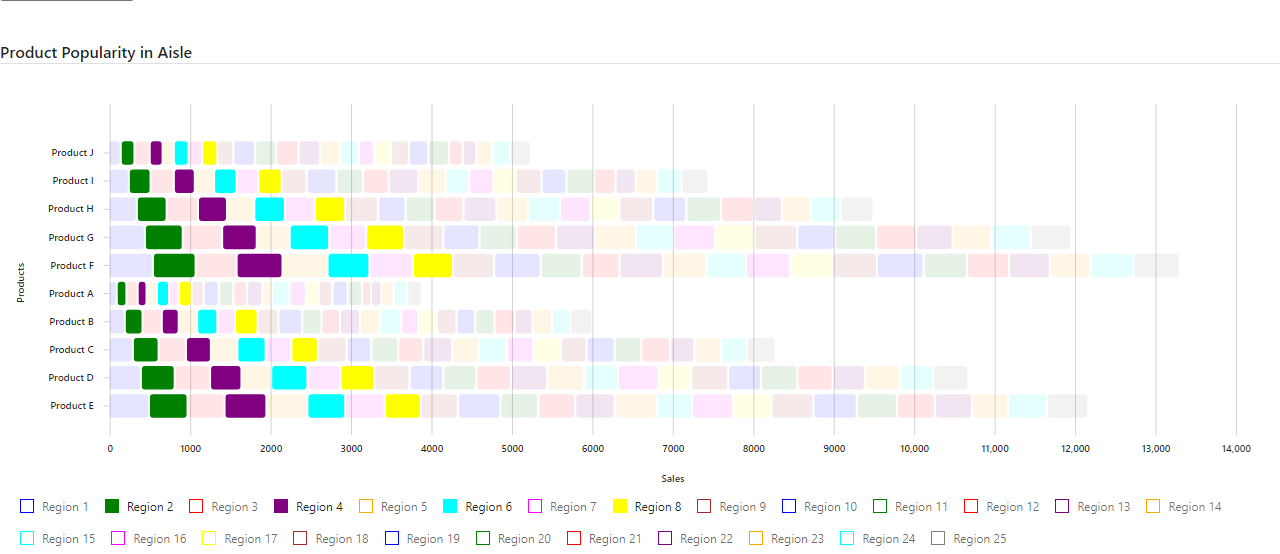 Product Popularity in Aisle
Product J
Product I
Product H
Product G
Product F
Product A
Product B
Product C
Product D
Product E
Products
0 1000 2000 3000 4000 5000 6000 7000 8000 9000 10,000 11,000 12,000 13,000 14,000
Sales
Region 1 Region 2 Region 3 Region 4 Region 5 Region 6 Region 7 Region 8 Region 9 Region 10 Region 11 Region 12 Region 13 Region 14
Region 15 Region 16 Region 17 Region 18 Region 19 Region 20 Region 21 Region 22 Region 23 Region 24 Region 25